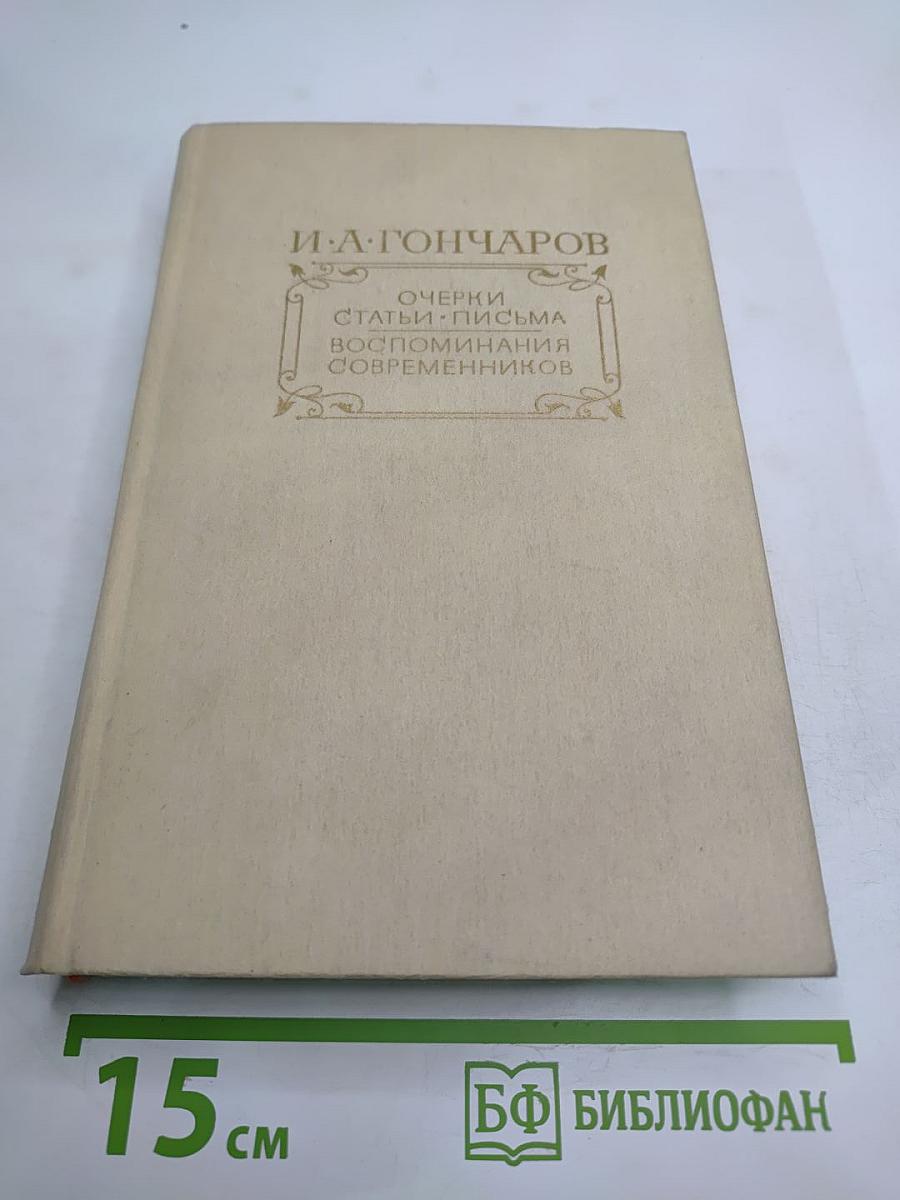 И·А·ГОНЧАРОВ
ОЧЕРКИ
СТАТЬИ·ПИСЬМА
ВОСПОМИНАНИЯ
СОВРЕМЕННИКОВ
15 см
БФ БИБЛИОФАН